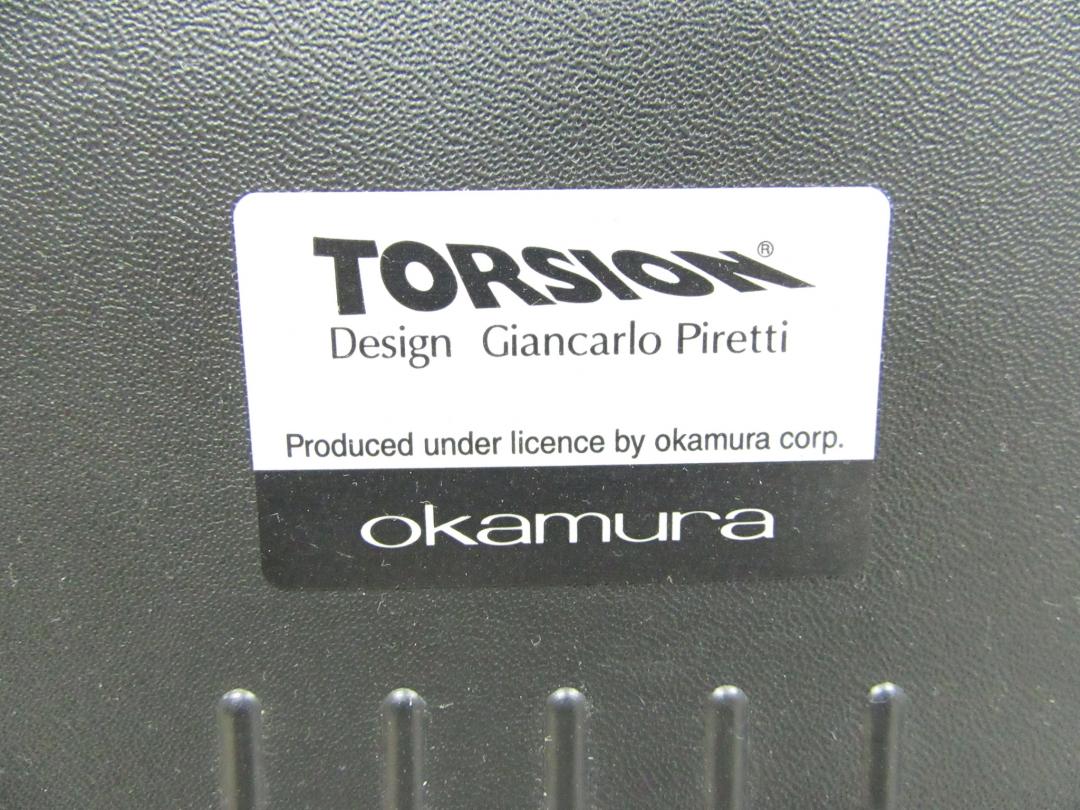 TORSION®
Design Giancarlo Piretti
Produced under licence by okamura corp.
okamura